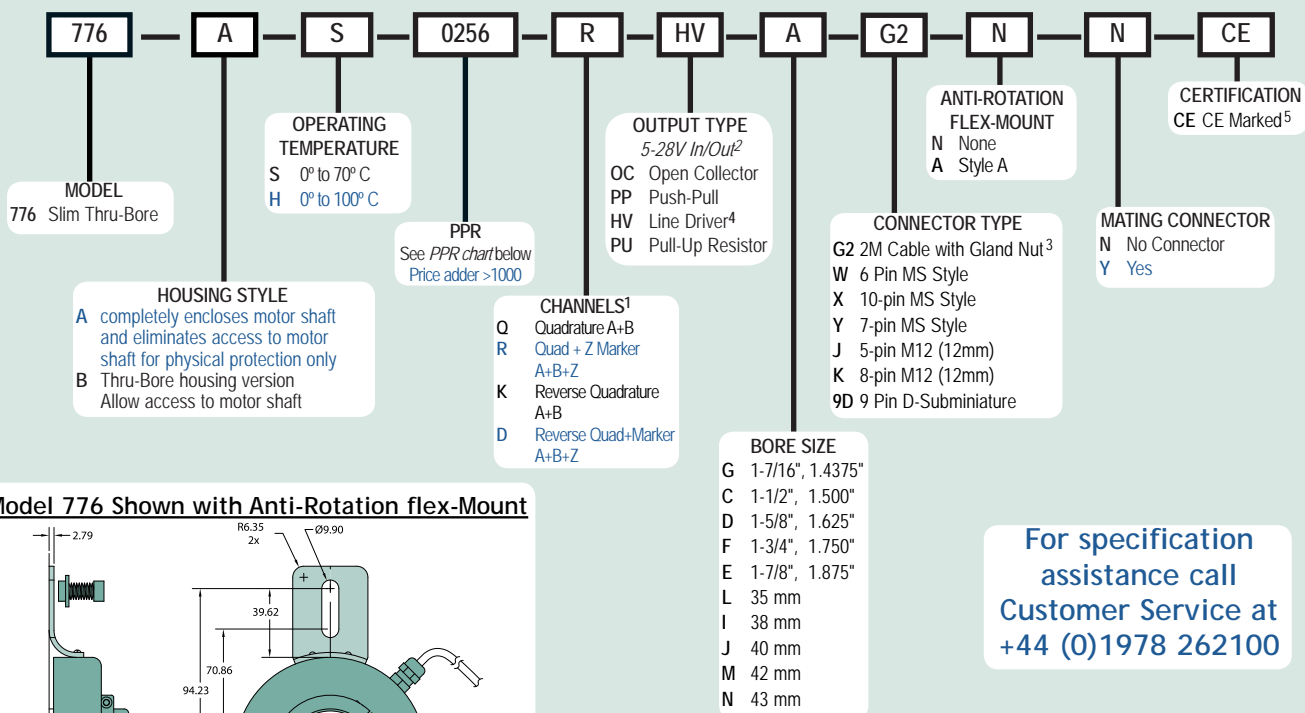 776 A S 0256 R HV A G2 N N CE
MODEL
776 Slim Thru-Bore
HOUSING STYLE
A completely encloses motor shaft
and eliminates access to motor
shaft for physical protection only
B Thru-Bore housing version
Allow access to motor shaft
OPERATING
TEMPERATURE
S 0º to 70º C
H 0º to 100º C
PPR
See PPR chart below
Price adder >1000
CHANNELS1
Q Quadrature A+B
R Quad + Z Marker
A+B+Z
K Reverse Quadrature
A+B
D Reverse Quad+Marker
A+B+Z
OUTPUT TYPE
5-28V In/Out2
OC Open Collector
PP Push-Pull
HV Line Driver4
PU Pull-Up Resistor
BORE SIZE
G 1-7/16", 1.4375"
C 1-1/2", 1.500"
D 1-5/8", 1.625"
F 1-3/4", 1.750"
E 1-7/8", 1.875"
L 35 mm
I 38 mm
J 40 mm
M 42 mm
N 43 mm
CONNECTOR TYPE
G2 2M Cable with Gland Nut3
W 6 Pin MS Style
X 10-pin MS Style
Y 7-pin MS Style
J 5-pin M12 (12mm)
K 8-pin M12 (12mm)
9D 9 Pin D-Subminiature
ANTI-ROTATION
FLEX-MOUNT
N None
A Style A
MATING CONNECTOR
N No Connector
Y Yes
CERTIFICATION
CE CE Marked5
Model 776 Shown with Anti-Rotation flex-Mount
2.79
R6.35
2x
Ø9.90
39.62
70.86
94.23
For specification
assistance call
Customer Service at
+44 (0)1978 262100